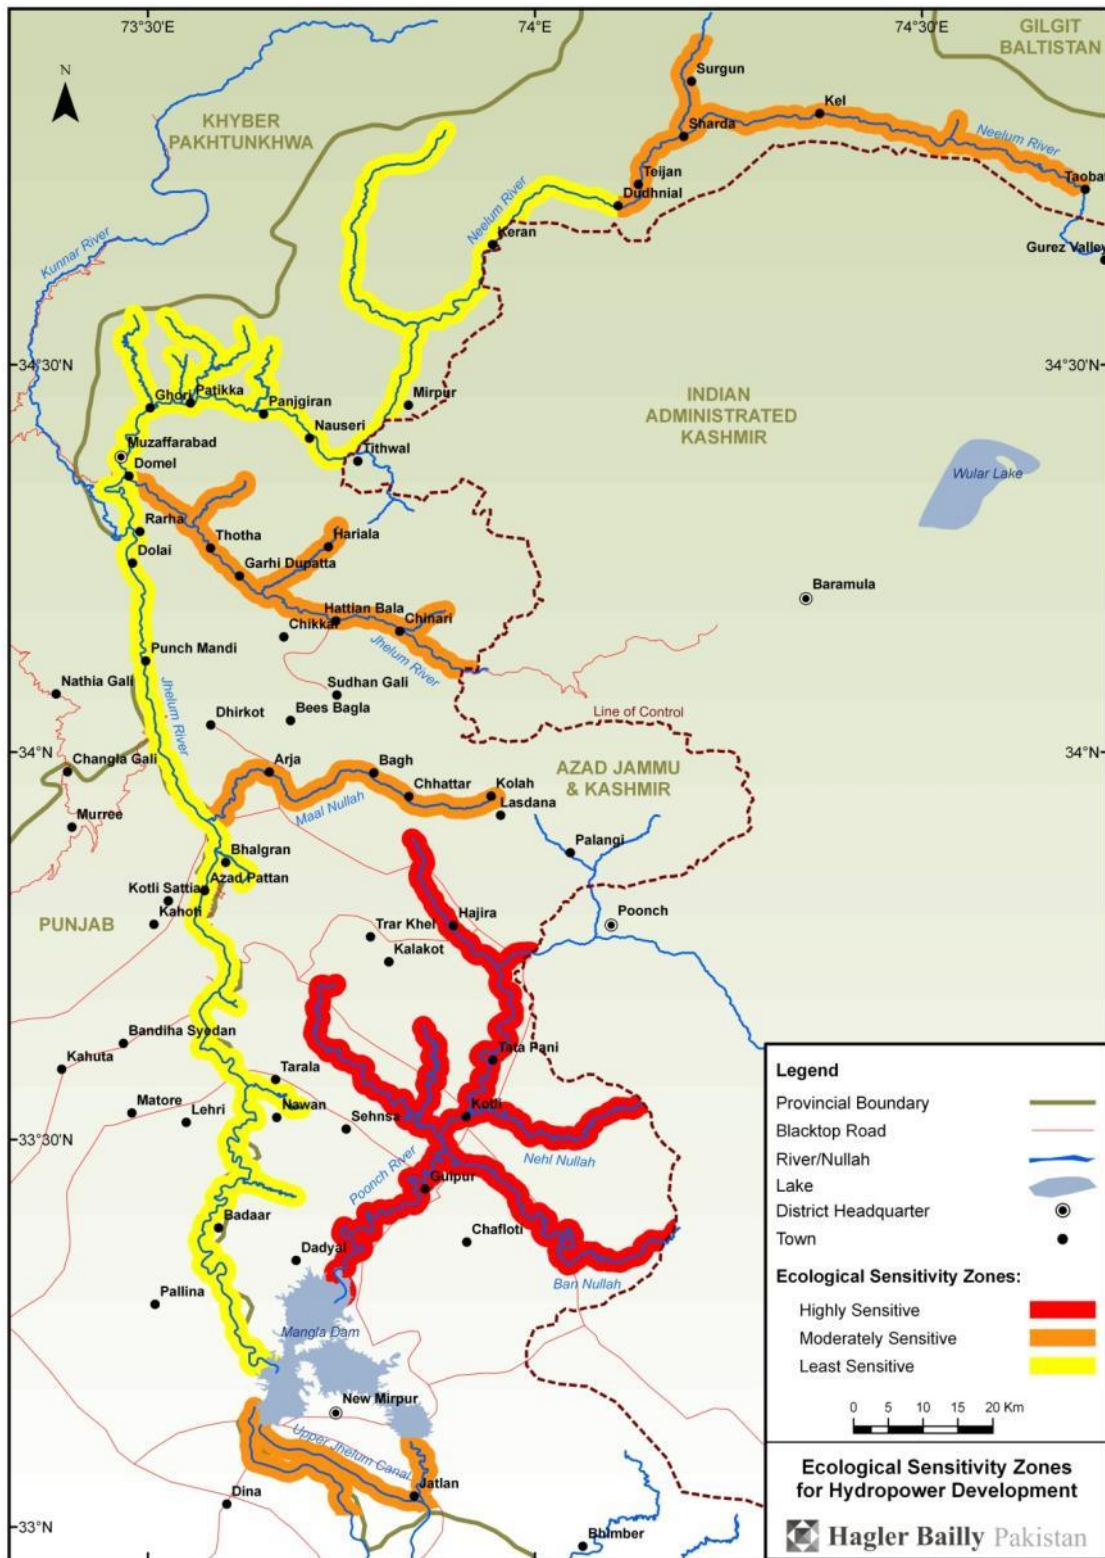 73°30'E
74°E
74°30'E
GILGIT
BALTISTAN
N
KHYBER
PAKHTUNKHWA
Surgun
Kel
Sharda
Neelum River
Teijan
Taobat
Dudhnial
Neelum River
Keran
Gurez Valley
Kunnar River
34°30'N
34°30'N
Mirpur
INDIAN
ADMINISTRATED
KASHMIR
Ghori
Patikka
Panjgiran
Nauseri
Muzaffarabad
Tithwal
Domel
Wular Lake
Rarha
Thotha
Hariala
Dolai
Garhi Dupatta
Baramula
Hattian Bala
Chinari
Chikkar
Punch Mandi
Jhelum River
Nathia Gali
Sudhan Gali
Jhelum River
Bees Bagla
Dhirkot
Line of Control
34°N
34°N
Changla Gali
Arja
Bagh
AZAD JAMMU
& KASHMIR
Chhattar
Kolah
Maal Nullah
Lasdana
Murree
Palangi
Bhalgran
Azad Pattan
Kotli Sattian
PUNJAB
Kahoti
Hajira
Poonch
Trar Khel
Kalakot
Bandiha Syedan
Kahuta
Tarala
Tata Pani
Matore
Lehri
Nawan
Sehnsa
Kotli
33°30'N
Nehl Nullah
Poonch River
Gulpur
Badaar
Chafloti
Dadyal
Ban Nullah
Pallina
Mangla Dam
New Mirpur
Upper Jhelum Canal
Jatlan
Dina
33°N
Bhimber
73°30'E
74°E
Legend
Provincial Boundary
Blacktop Road
River/Nullah
Lake
District Headquarter
Town
Ecological Sensitivity Zones:
Highly Sensitive
Moderately Sensitive
Least Sensitive
0 5 10 15 20 Km
Ecological Sensitivity Zones
for Hydropower Development
Hagler Bailly Pakistan